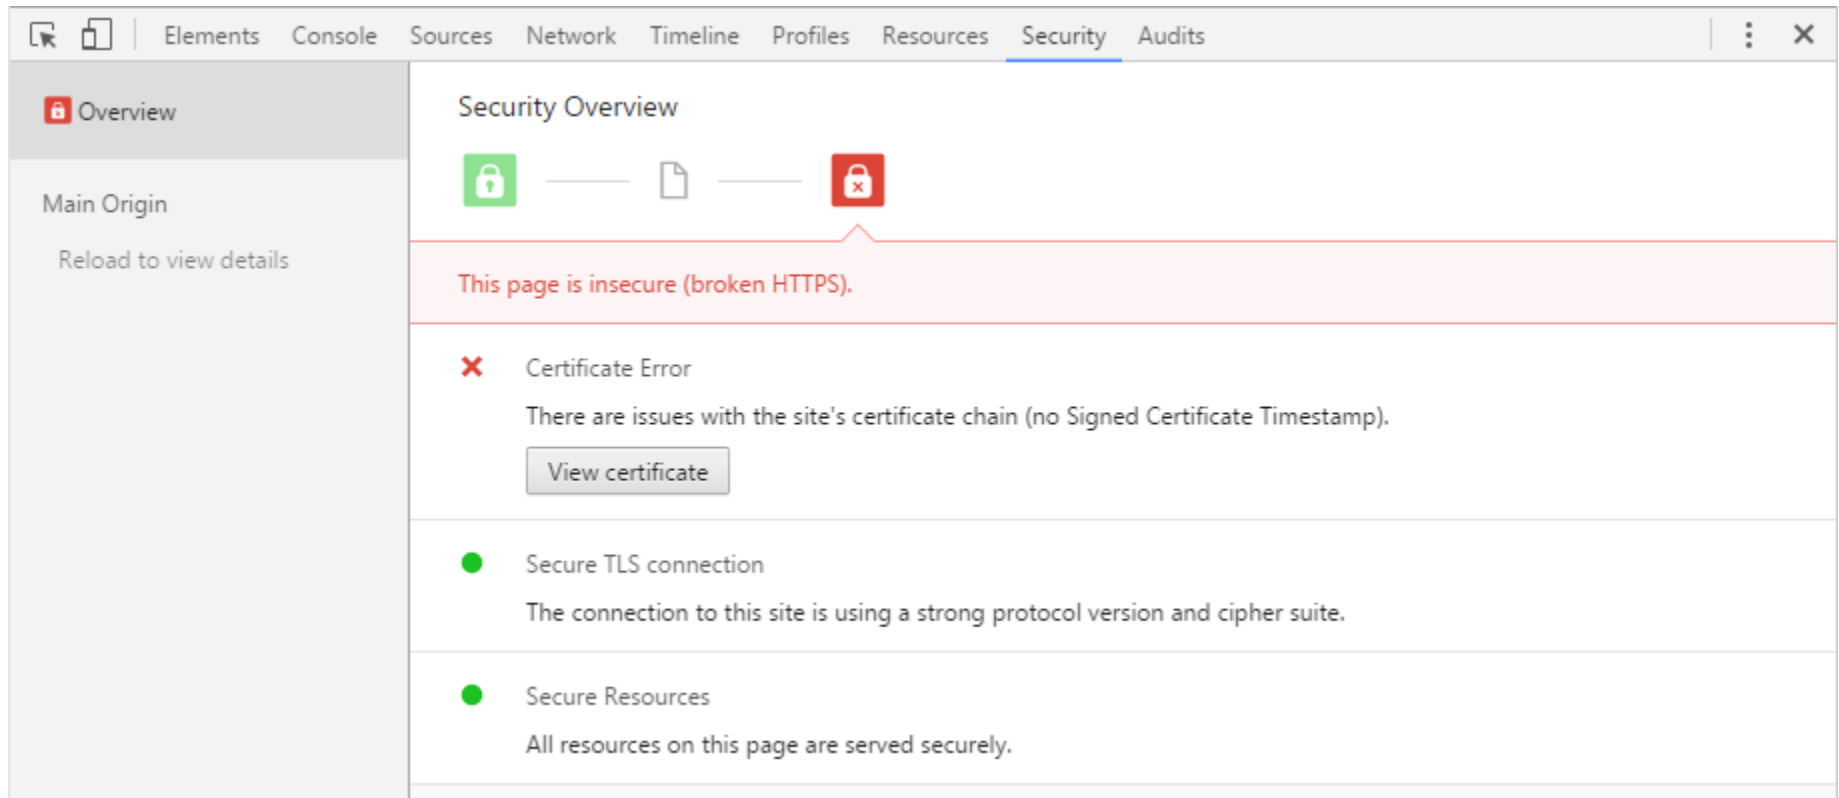 Elements Console Sources Network Timeline Profiles Resources Security Audits
Overview
Main Origin
Reload to view details
Security Overview
This page is insecure (broken HTTPS).
Certificate Error
There are issues with the site's certificate chain (no Signed Certificate Timestamp).
View certificate
Secure TLS connection
The connection to this site is using a strong protocol version and cipher suite.
Secure Resources
All resources on this page are served securely.